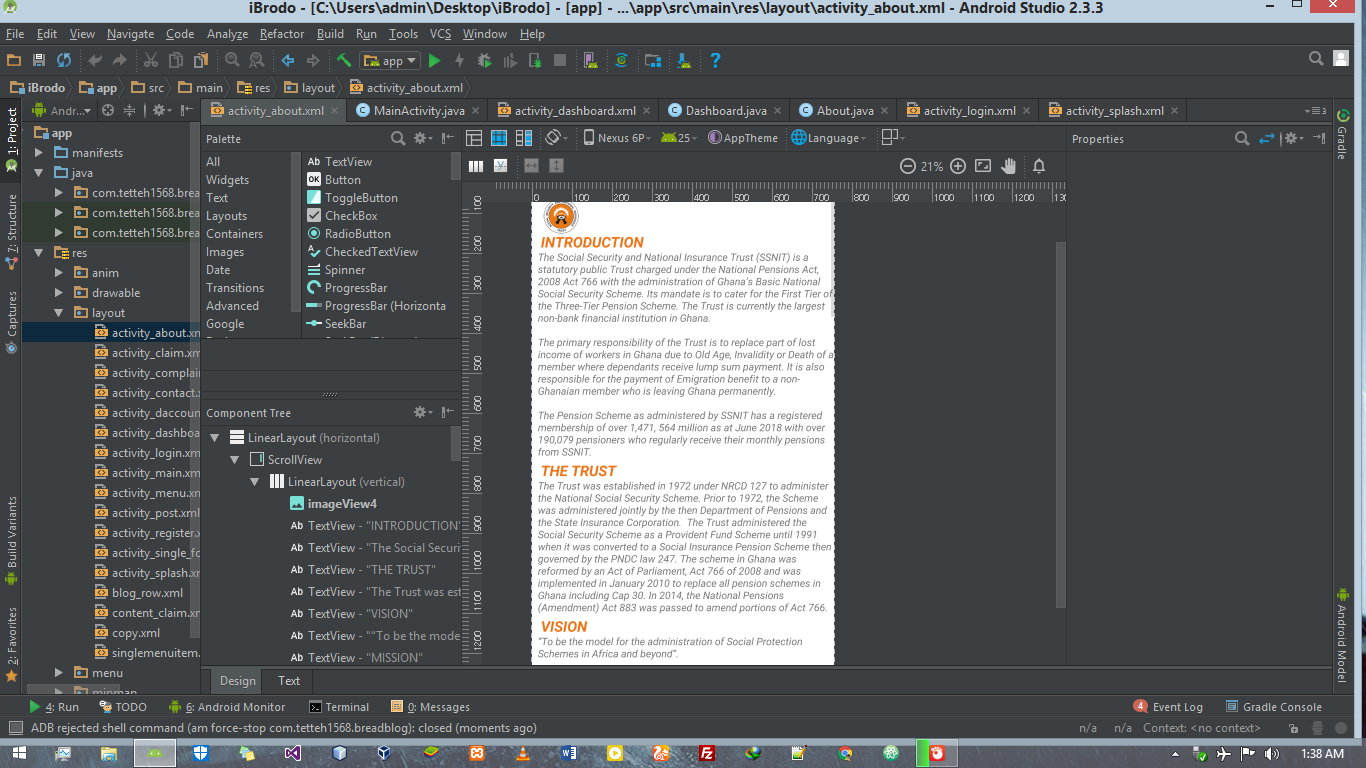 iBrodo - [C:\Users\admin\Desktop\iBrodo] - [app] - ...\app\src\main\res\layout\activity_about.xml - Android Studio 2.3.3
File Edit View Navigate Code Analyze Refactor Build Run Tools VCS Window Help
app
iBrodo app src main res layout activity_about.xml
1: Project
7: Structure
Captures
Build Variants
2: Favorites
Andr...
app
manifests
java
com.tetteh1568.brea
com.tetteh1568.brea
com.tetteh1568.brea
res
anim
drawable
layout
activity_about.xn
activity_claim.xm
activity_complain
activity_contact.
activity_daccoun
activity_dashboa
activity_login.xn
activity_main.xm
activity_menu.xm
activity_post.xml
activity_register.x
activity_single_fo
activity_splash.xr
blog_row.xml
content_claim.xm
copy.xml
singlemenuitem.
menu
activity_about.xml MainActivity.java activity_dashboard.xml Dashboard.java About.java activity_login.xml activity_splash.xml
Palette
All
Widgets
Text
Layouts
Containers
Images
Date
Transitions
Advanced
Google
Ab TextView
OK Button
ToggleButton
CheckBox
RadioButton
CheckedTextView
Spinner
ProgressBar
ProgressBar (Horizonta
SeekBar
Component Tree
LinearLayout (horizontal)
ScrollView
LinearLayout (vertical)
imageView4
Ab TextView - "INTRODUCTION"
Ab TextView - "The Social Securi
Ab TextView - "THE TRUST"
Ab TextView - "The Trust was est
Ab TextView - "VISION"
Ab TextView - "“To be the mode
Ab TextView - "MISSION"
Nexus 6P 25 AppTheme Language
21%
0 100 200 300 400 500 600 700 800 900 1000 1100 1200
100
200
300
400
500
600
700
800
900
1000
1100
1200
INTRODUCTION
The Social Security and National Insurance Trust (SSNIT) is a
statutory public Trust charged under the National Pensions Act,
2008 Act 766 with the administration of Ghana's Basic National
Social Security Scheme. Its mandate is to cater for the First Tier of
the Three-Tier Pension Scheme. The Trust is currently the largest
non-bank financial institution in Ghana.
The primary responsibility of the Trust is to replace part of lost
income of workers in Ghana due to Old Age, Invalidity or Death of a
member where dependants receive lump sum payment. It is also
responsible for the payment of Emigration benefit to a non-
Ghanaian member who is leaving Ghana permanently.
The Pension Scheme as administered by SSNIT has a registered
membership of over 1,471, 564 million as at June 2018 with over
190,079 pensioners who regularly receive their monthly pensions
from SSNIT.
THE TRUST
The Trust was established in 1972 under NRCD 127 to administer
the National Social Security Scheme. Prior to 1972, the Scheme
was administered jointly by the then Department of Pensions and
the State Insurance Corporation. The Trust administered the
Social Security Scheme as a Provident Fund Scheme until 1991
when it was converted to a Social Insurance Pension Scheme then
governed by the PNDC law 247. The scheme in Ghana was
reformed by an Act of Parliament, Act 766 of 2008 and was
implemented in January 2010 to replace all pension schemes in
Ghana including Cap 30. In 2014, the National Pensions
(Amendment) Act 883 was passed to amend portions of Act 766.
VISION
“To be the model for the administration of Social Protection
Schemes in Africa and beyond”.
Properties
Gradle
Android Model
Design Text
4: Run TODO 6: Android Monitor Terminal 0: Messages 4 Event Log Gradle Console
ADB rejected shell command (am force-stop com.tetteh1568.breadblog): closed (moments ago) n/a n/a Context: <no context>
1:38 AM